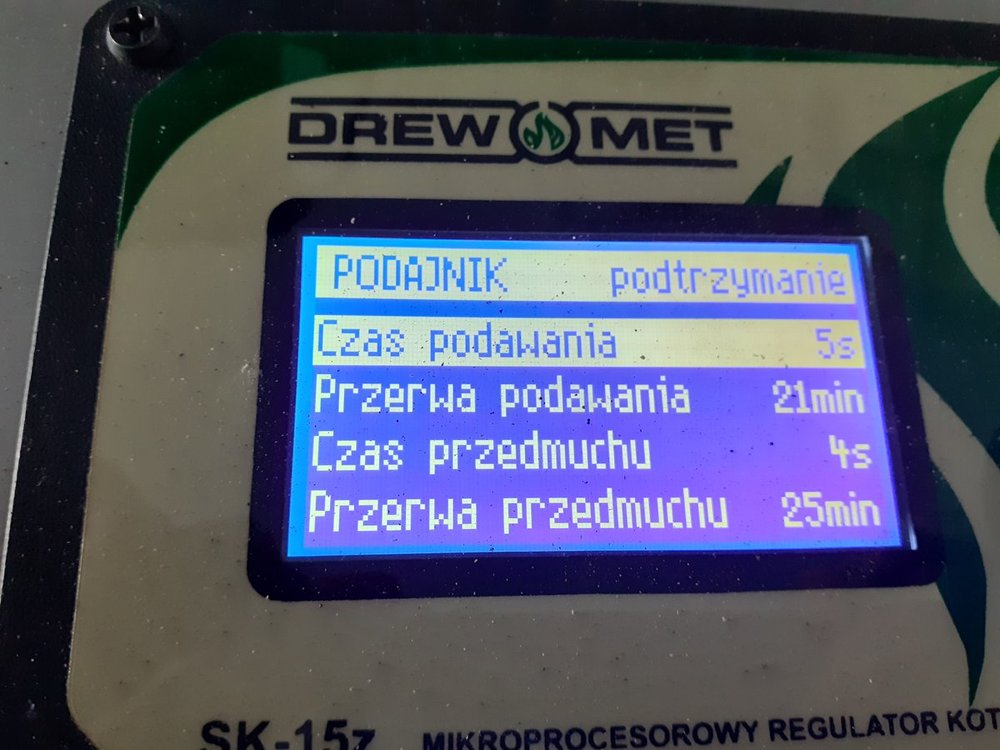 DREW MET
PODAJNIK podtrzymanie
Czas podawania 5s
Przerwa podawania 21min
Czas przedmuchu 4s
Przerwa przedmuchu 25min
SK-15z MIKROPROCESOROWY REGULATOR KOT